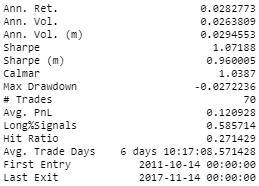 Ann. Ret. 0.0282773
Ann. Vol. 0.0263809
Ann. Vol. (m) 0.0294553
Sharpe 1.07188
Sharpe (m) 0.960005
Calmar 1.0387
Max Drawdown -0.0272236
# Trades 70
Avg. PnL 0.120928
Long%Signals 0.585714
Hit Ratio 0.271429
Avg. Trade Days 6 days 10:17:08.571428
First Entry 2011-10-14 00:00:00
Last Exit 2017-11-14 00:00:00